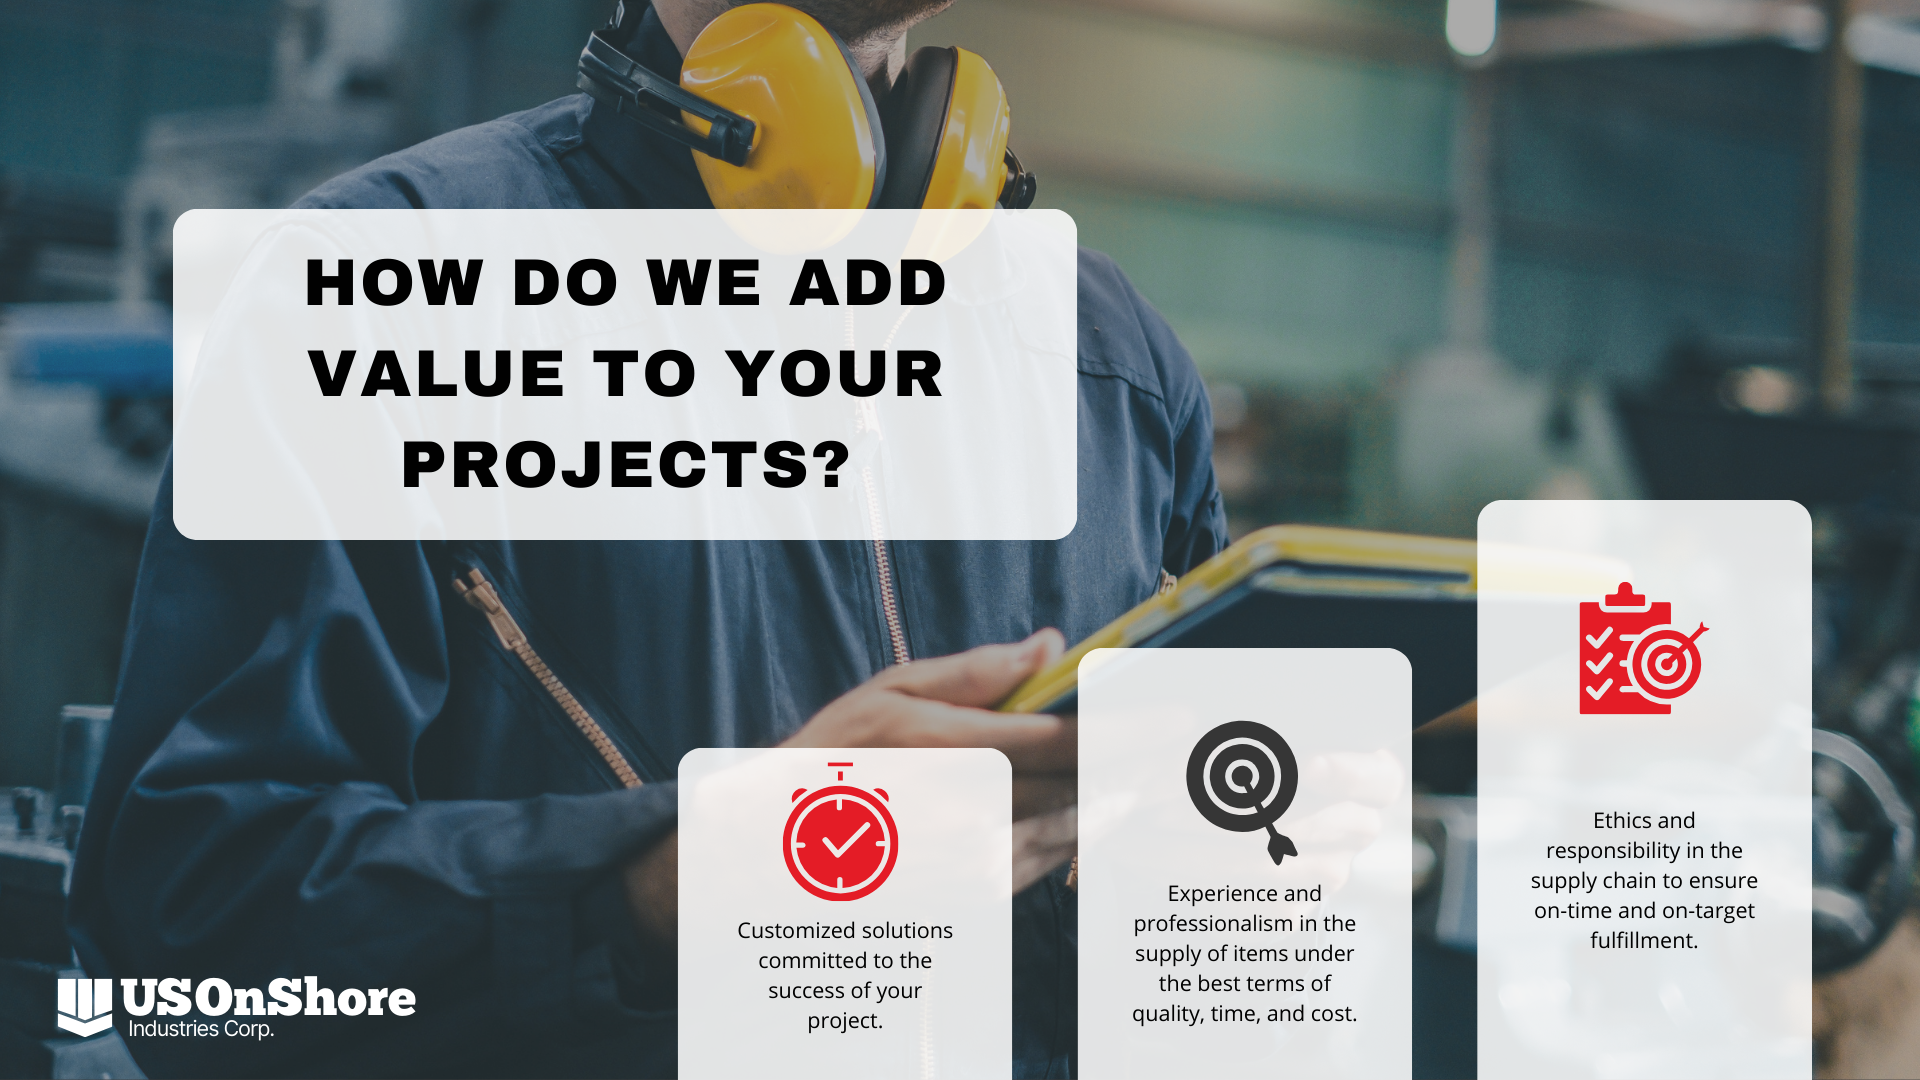 HOW DO WE ADD
VALUE TO YOUR
PROJECTS?
Customized solutions
committed to the
success of your
project.
Experience and
professionalism in the
supply of items under
the best terms of
quality, time, and cost.
Ethics and
responsibility in the
supply chain to ensure
on-time and on-target
fulfillment.
USOnShore
Industries Corp.